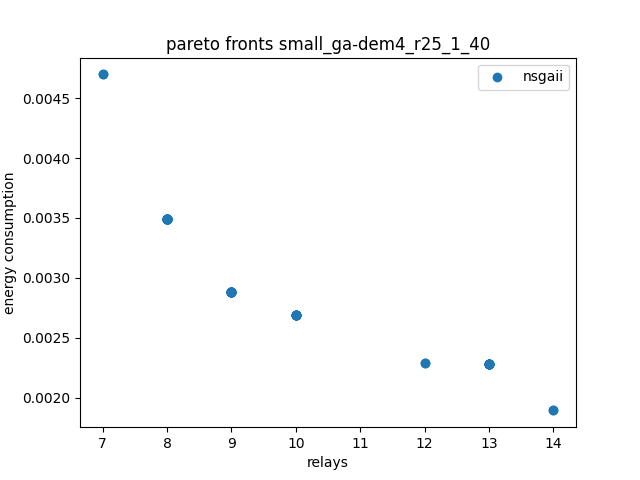 pareto fronts small_ga-dem4_r25_1_40
nsgaii
energy consumption
0.0045
0.0040
0.0035
0.0030
0.0025
0.0020
7 8 9 10 11 12 13 14
relays